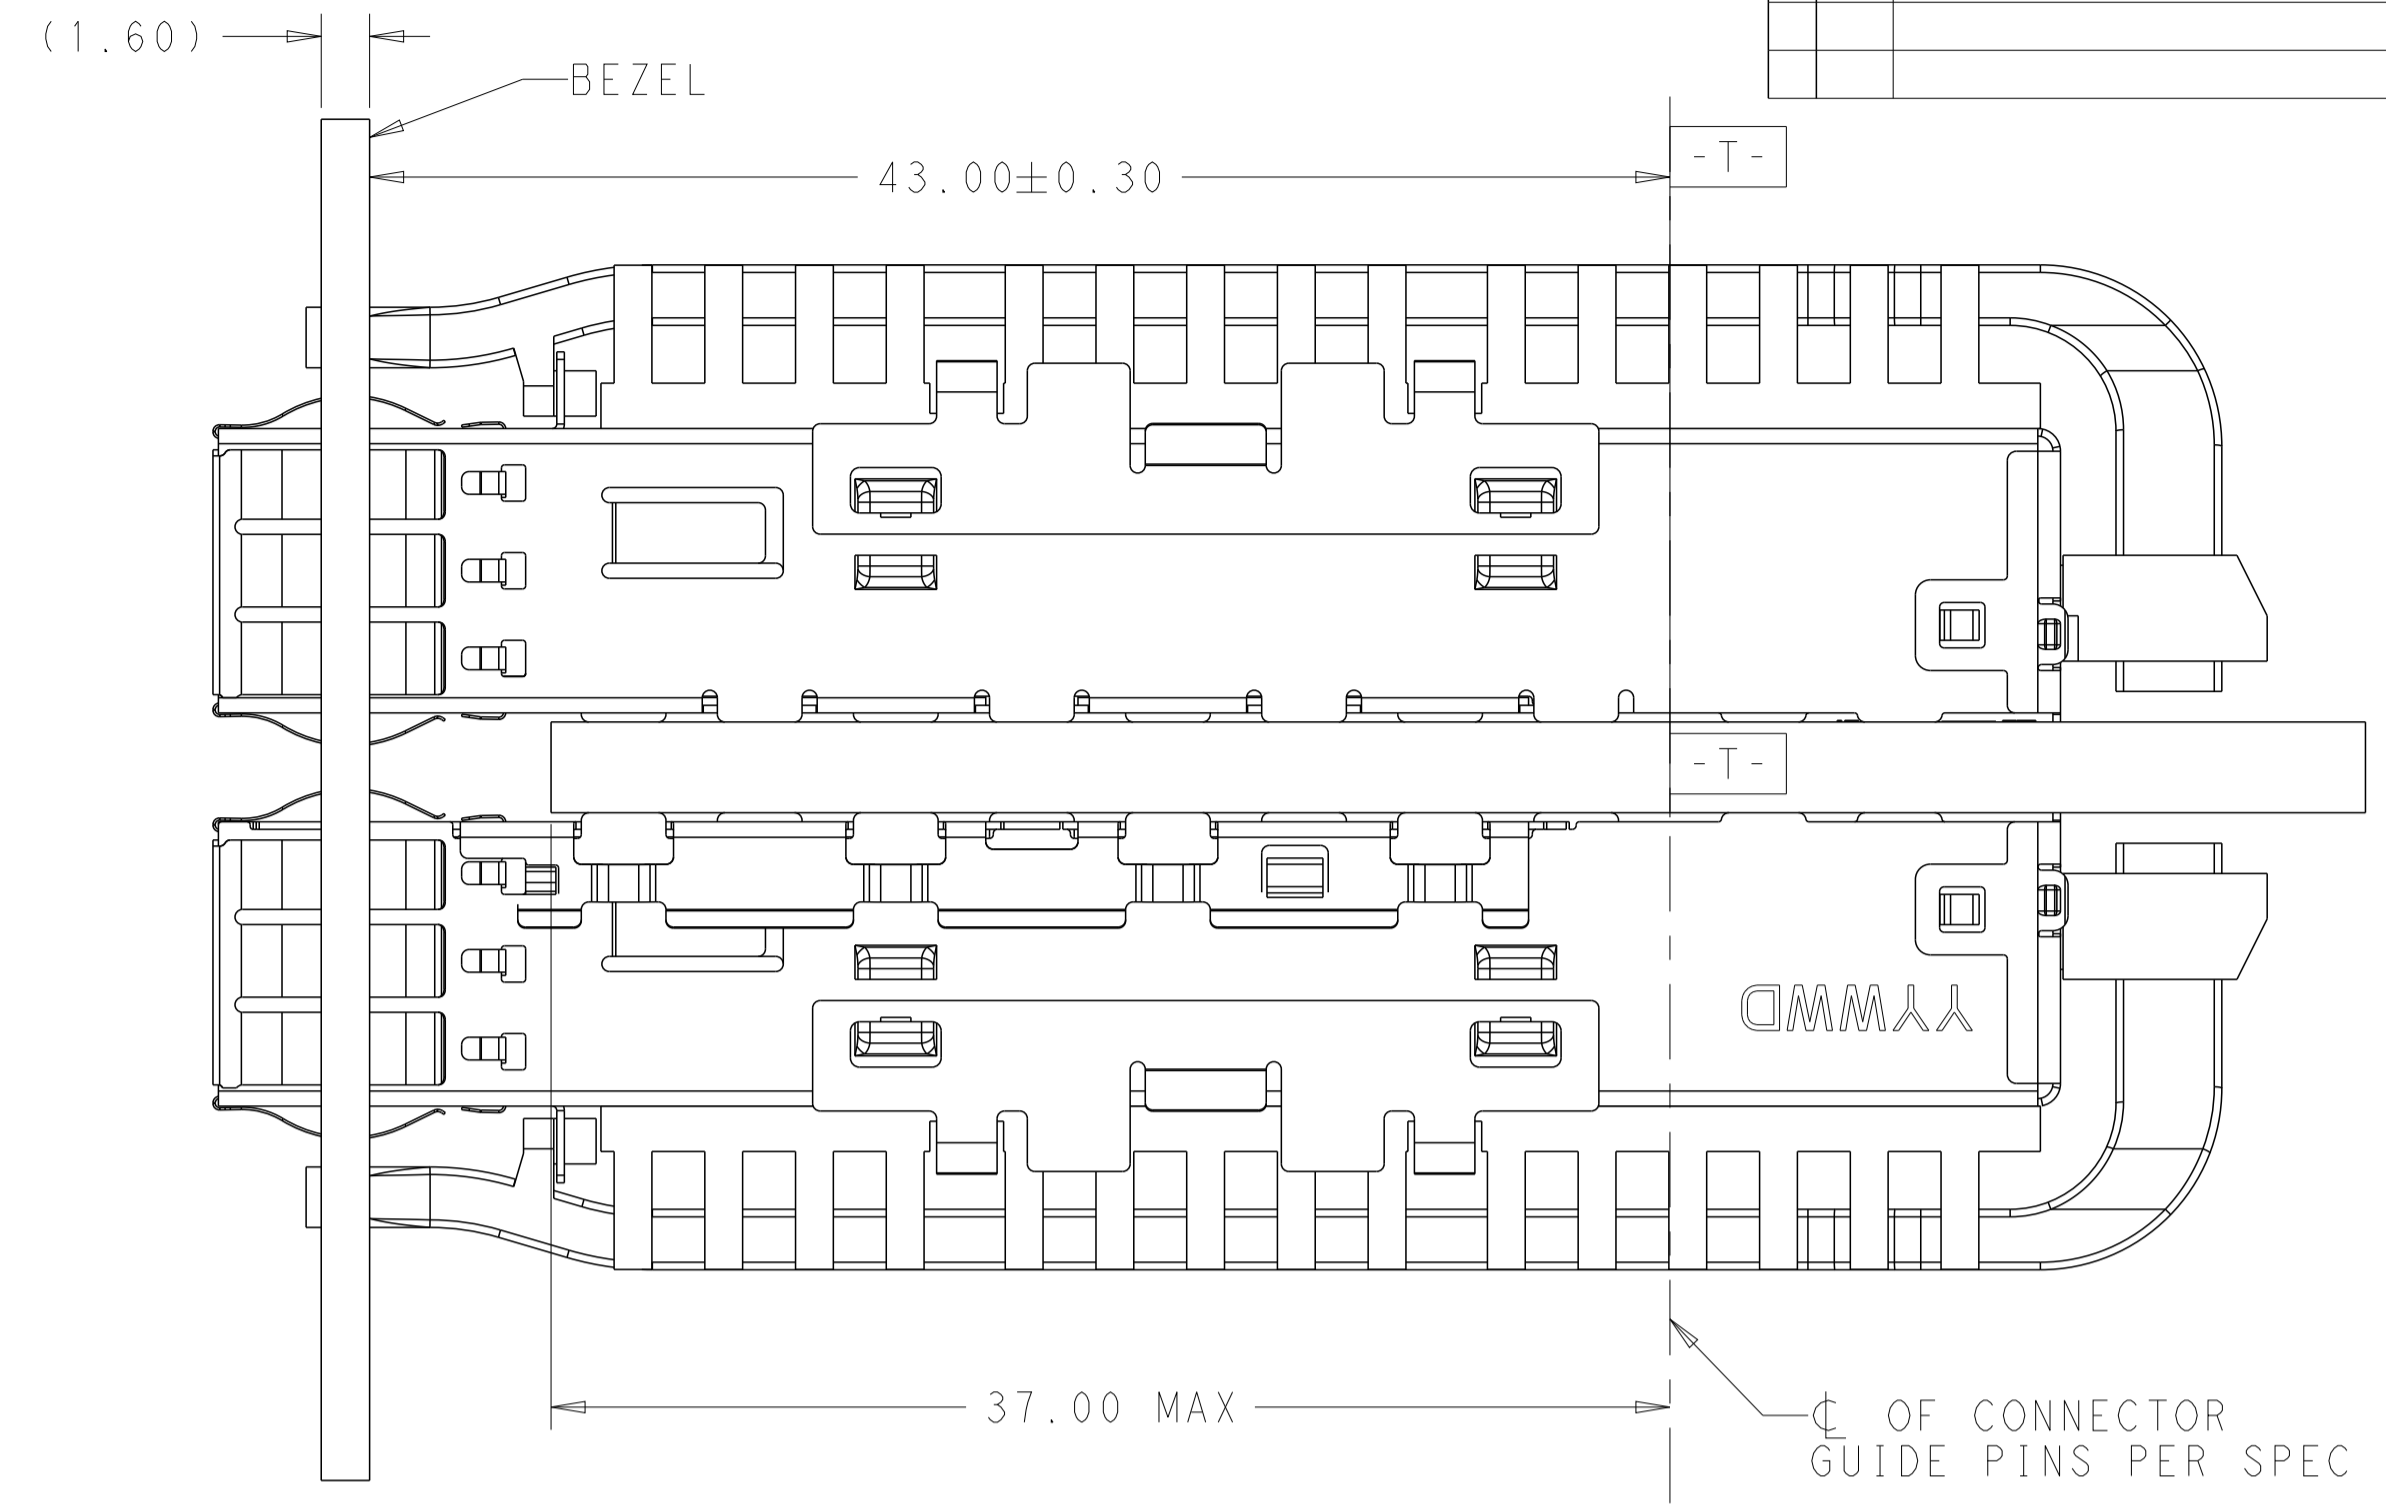 (1.60)
BEZEL
43.00±0.30
-T-
-T-
YYWWD
37.00 MAX
℄ OF CONNECTOR
GUIDE PINS PER SPEC